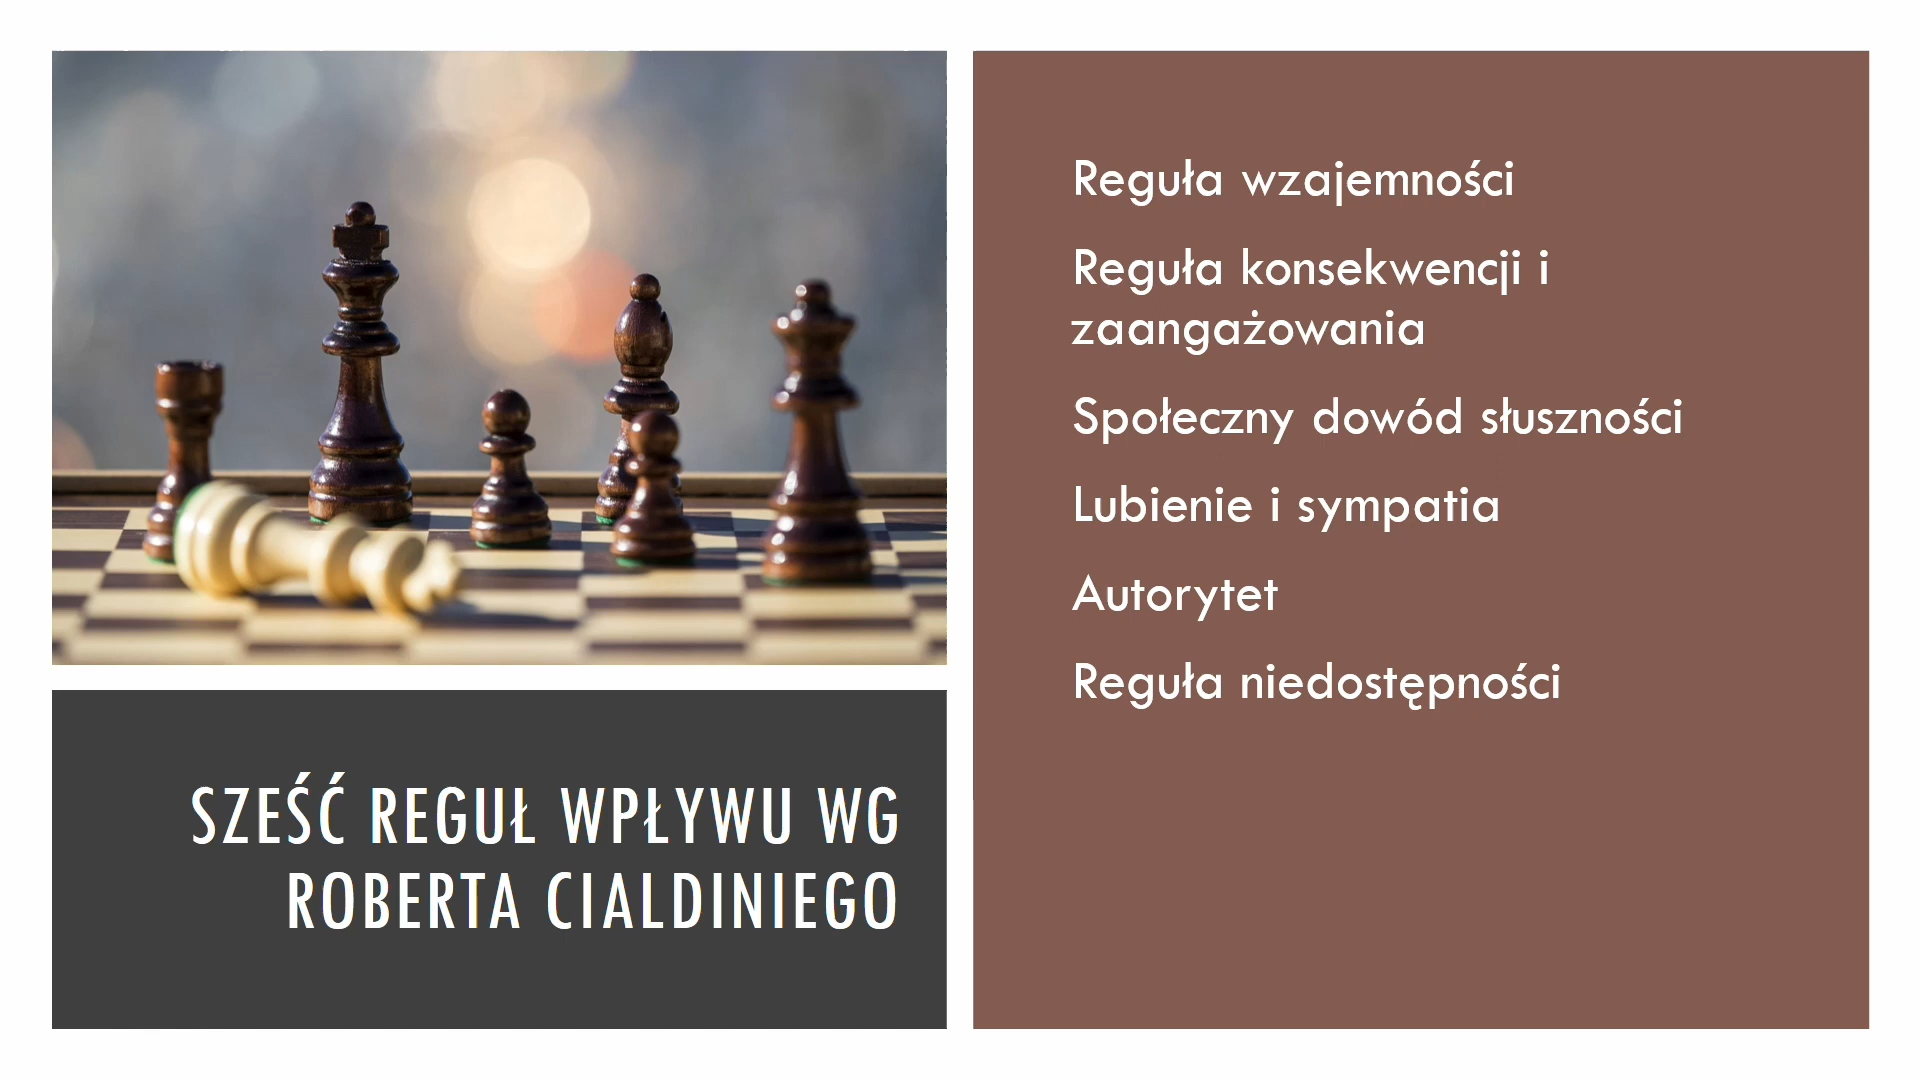 SZEŚĆ REGUŁ WPŁYWU WG
ROBERTA CIALDINIEGO
Reguła wzajemności
Reguła konsekwencji i
zaangażowania
Społeczny dowód słuszności
Lubienie i sympatia
Autorytet
Reguła niedostępności